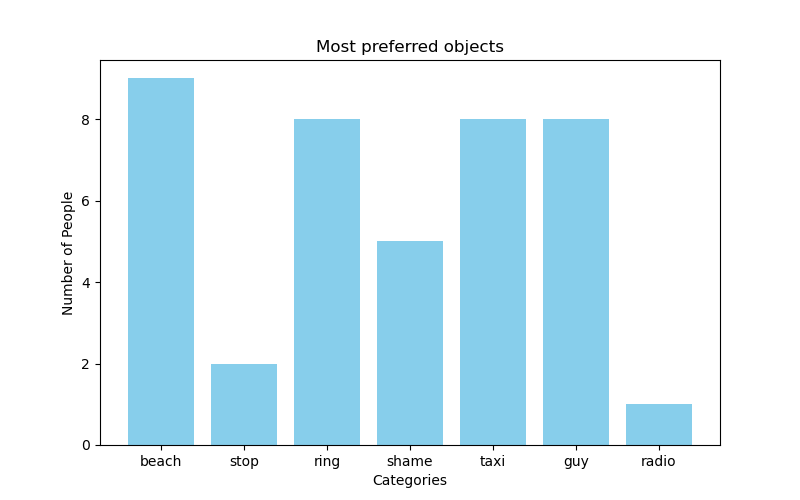 Most preferred objects
Number of People
8
6
4
2
0
beach stop ring shame taxi guy radio
Categories